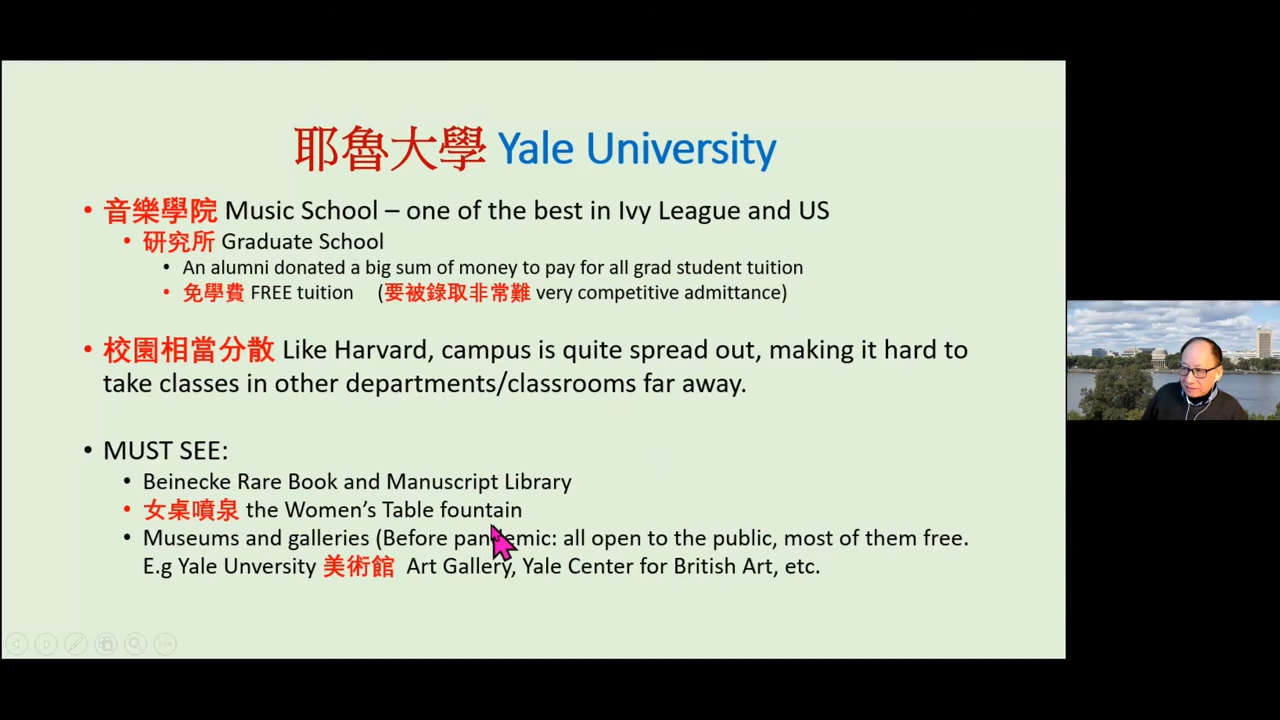 耶魯大學 Yale University
音樂學院 Music School – one of the best in Ivy League and US
研究所 Graduate School
An alumni donated a big sum of money to pay for all grad student tuition
免學費 FREE tuition (要被錄取非常難 very competitive admittance)
校園相當分散 Like Harvard, campus is quite spread out, making it hard to
take classes in other departments/classrooms far away.
MUST SEE:
Beinecke Rare Book and Manuscript Library
女桌噴泉 the Women's Table fountain
Museums and galleries (Before pandemic: all open to the public, most of them free.
E.g Yale Unversity 美術館 Art Gallery, Yale Center for British Art, etc.